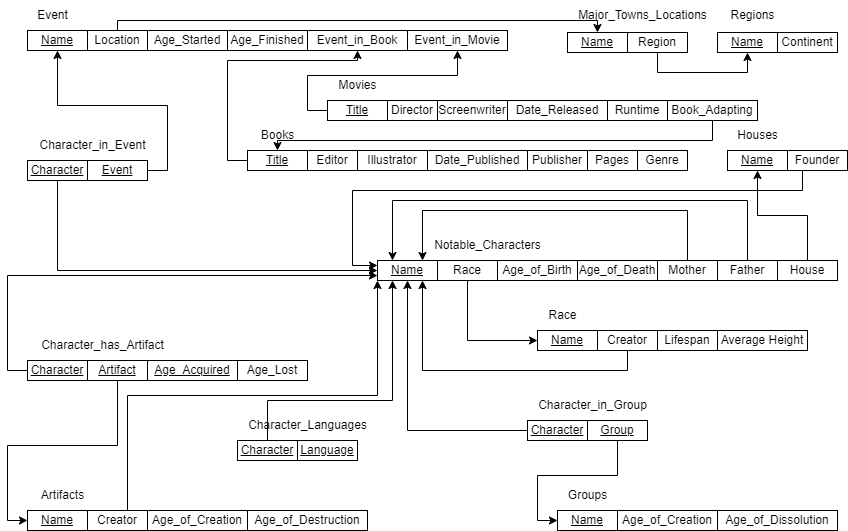 Event
Major_Towns_Locations
Regions
Name Location Age_Started Age_Finished Event_in_Book Event_in_Movie
Name Region
Name Continent
Movies
Title Director Screenwriter Date_Released Runtime Book_Adapting
Books
Houses
Character_in_Event
Title Editor Illustrator Date_Published Publisher Pages Genre
Name Founder
Character Event
Notable_Characters
Name Race Age_of_Birth Age_of_Death Mother Father House
Race
Name Creator Lifespan Average Height
Character_has_Artifact
Character Artifact Age_Acquired Age_Lost
Character_in_Group
Character Group
Character_Languages
Character Language
Artifacts
Groups
Name Creator Age_of_Creation Age_of_Destruction
Name Age_of_Creation Age_of_Dissolution